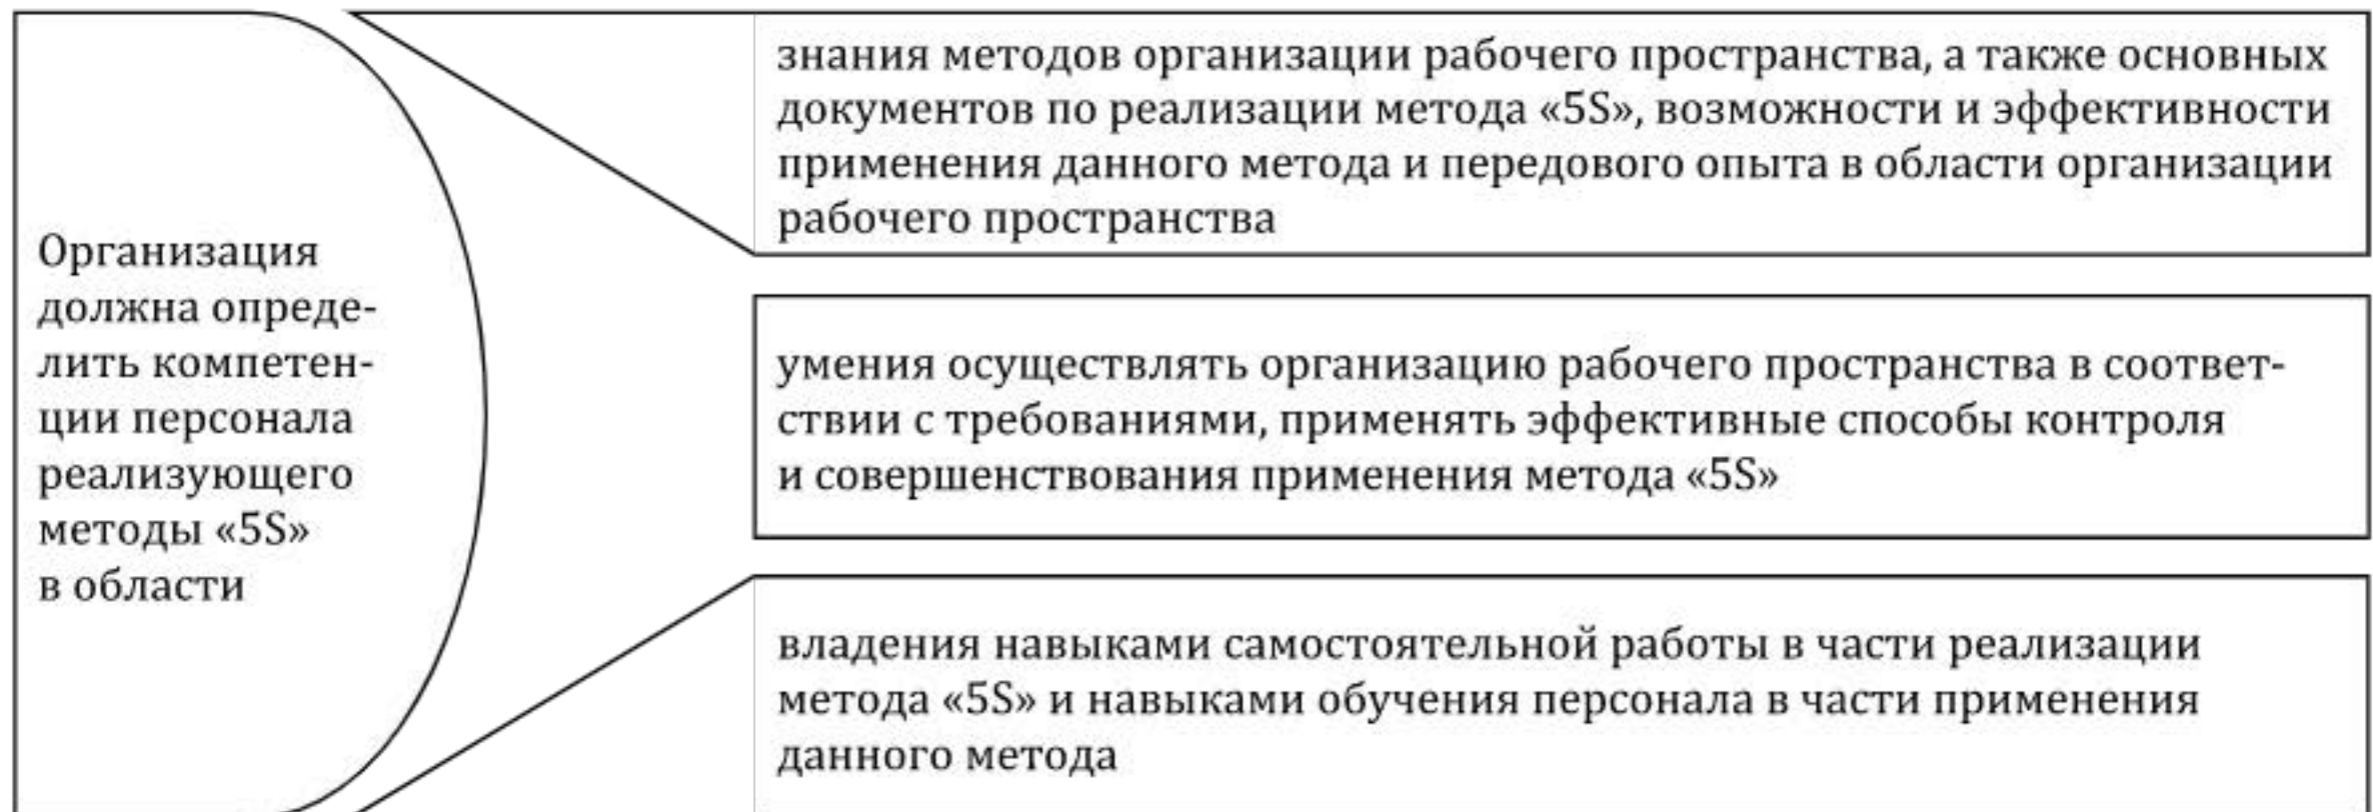 Организация
должна опреде-
лить компетен-
ции персонала
реализующего
методы «5S»
в области
знания методов организации рабочего пространства, а также основных
документов по реализации метода «5S», возможности и эффективности
применения данного метода и передового опыта в области организации
рабочего пространства
умения осуществлять организацию рабочего пространства в соответ-
ствии с требованиями, применять эффективные способы контроля
и совершенствования применения метода «5S»
владения навыками самостоятельной работы в части реализации
метода «5S» и навыками обучения персонала в части применения
данного метода